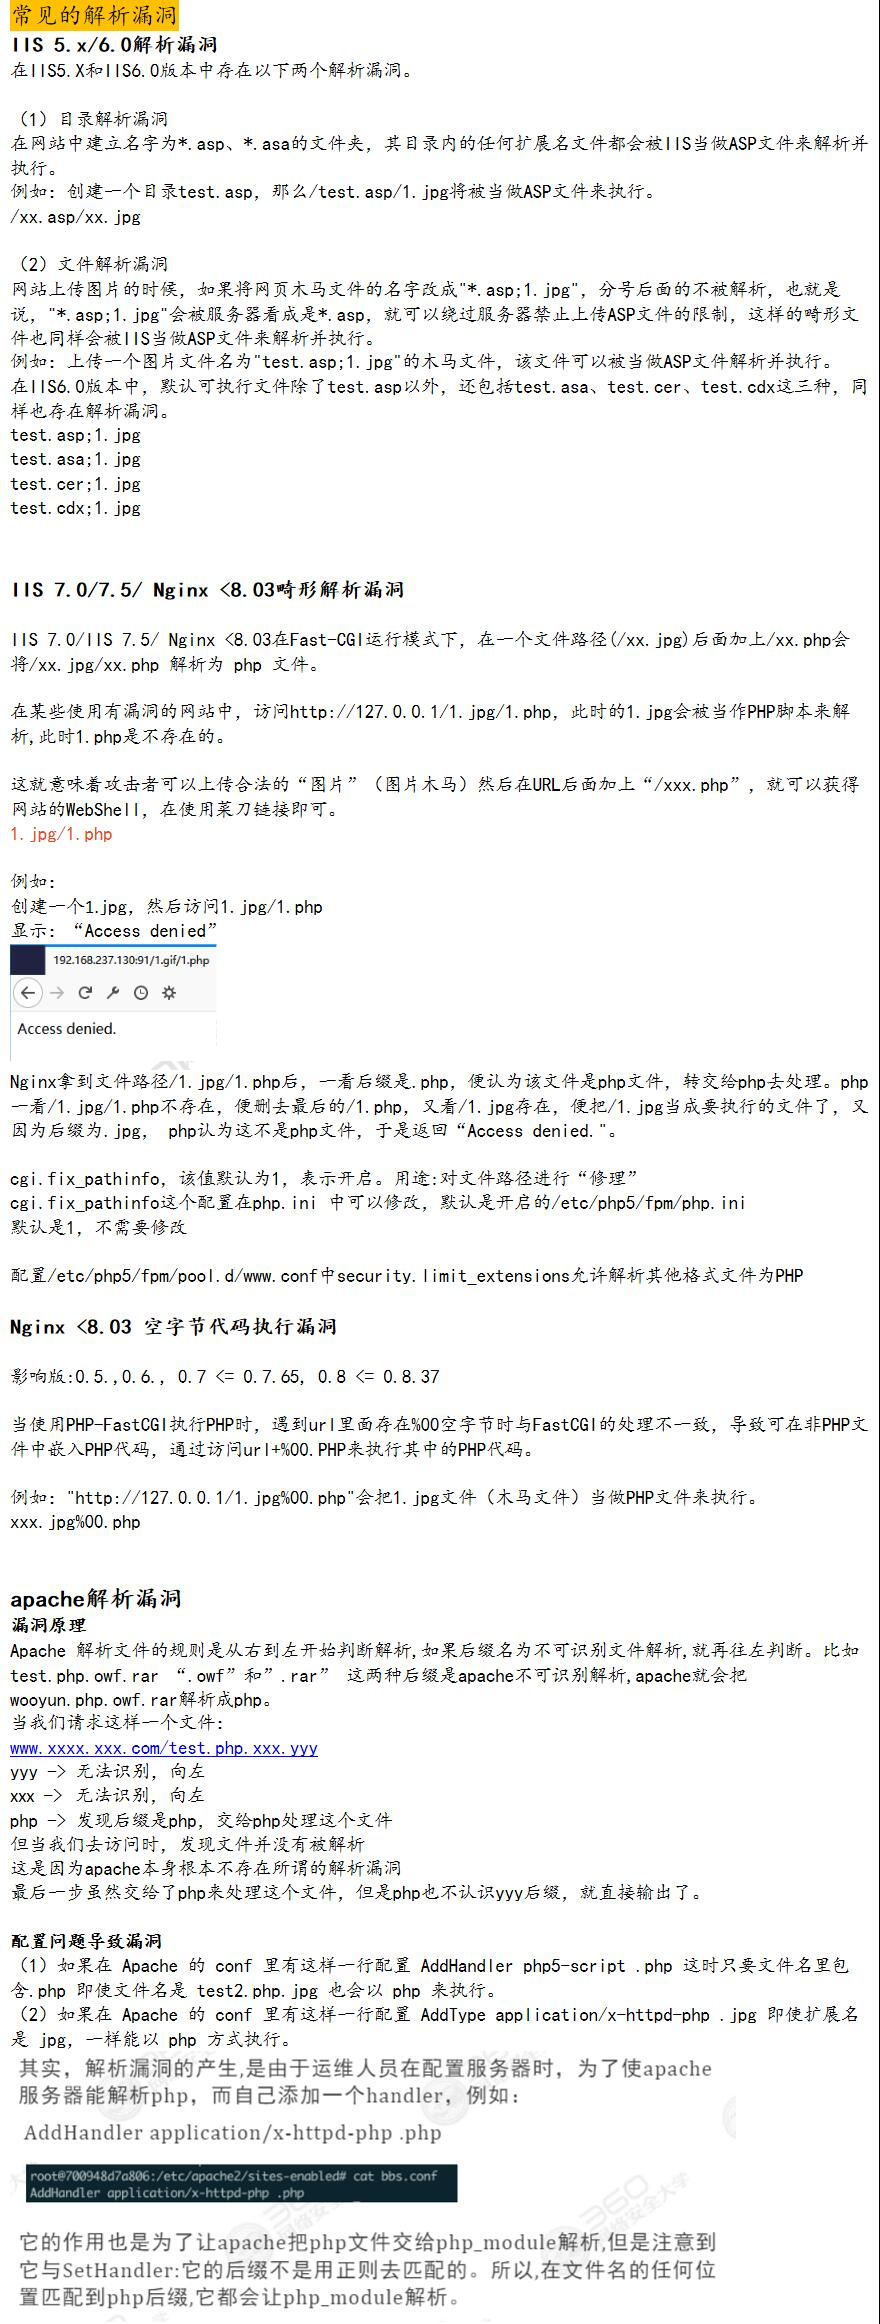 常见的解析漏洞
IIS 5.x/6.0解析漏洞
在IIS5.X和IIS6.0版本中存在以下两个解析漏洞。
（1）目录解析漏洞
在网站中建立名字为*.asp、*.asa的文件夹，其目录内的任何扩展名文件都会被IIS当做ASP文件来解析并
执行。
例如：创建一个目录test.asp，那么/test.asp/1.jpg将被当做ASP文件来执行。
/xx.asp/xx.jpg
（2）文件解析漏洞
网站上传图片的时候，如果将网页木马文件的名字改成"*.asp;1.jpg"，分号后面的不被解析，也就是
说，"*.asp;1.jpg"会被服务器看成是*.asp，就可以绕过服务器禁止上传ASP文件的限制，这样的畸形文
件也同样会被IIS当做ASP文件来解析并执行。
例如：上传一个图片文件名为"test.asp;1.jpg"的木马文件，该文件可以被当做ASP文件解析并执行。
在IIS6.0版本中，默认可执行文件除了test.asp以外，还包括test.asa、test.cer、test.cdx这三种，同
样也存在解析漏洞。
test.asp;1.jpg
test.asa;1.jpg
test.cer;1.jpg
test.cdx;1.jpg
IIS 7.0/7.5/ Nginx <8.03畸形解析漏洞
IIS 7.0/IIS 7.5/ Nginx <8.03在Fast-CGI运行模式下，在一个文件路径(/xx.jpg)后面加上/xx.php会
将/xx.jpg/xx.php 解析为 php 文件。
在某些使用有漏洞的网站中，访问http://127.0.0.1/1.jpg/1.php，此时的1.jpg会被当作PHP脚本来解
析,此时1.php是不存在的。
这就意味着攻击者可以上传合法的“图片”（图片木马）然后在URL后面加上“/xxx.php”，就可以获得
网站的WebShell，在使用菜刀链接即可。
1.jpg/1.php
例如：
创建一个1.jpg，然后访问1.jpg/1.php
显示：“Access denied”
192.168.237.130:91/1.gif/1.php
Access denied.
Nginx拿到文件路径/1.jpg/1.php后，一看后缀是.php，便认为该文件是php文件，转交给php去处理。php
一看/1.jpg/1.php不存在，便删去最后的/1.php，又看/1.jpg存在，便把/1.jpg当成要执行的文件了，又
因为后缀为.jpg， php认为这不是php文件，于是返回“Access denied."。
cgi.fix_pathinfo，该值默认为1，表示开启。用途:对文件路径进行“修理”
cgi.fix_pathinfo这个配置在php.ini 中可以修改，默认是开启的/etc/php5/fpm/php.ini
默认是1，不需要修改
配置/etc/php5/fpm/pool.d/www.conf中security.limit_extensions允许解析其他格式文件为PHP
Nginx <8.03 空字节代码执行漏洞
影响版:0.5.,0.6., 0.7 <= 0.7.65, 0.8 <= 0.8.37
当使用PHP-FastCGI执行PHP时，遇到url里面存在%00空字节时与FastCGI的处理不一致，导致可在非PHP文
件中嵌入PHP代码，通过访问url+%00.PHP来执行其中的PHP代码。
例如："http://127.0.0.1/1.jpg%00.php"会把1.jpg文件（木马文件）当做PHP文件来执行。
xxx.jpg%00.php
apache解析漏洞
漏洞原理
Apache 解析文件的规则是从右到左开始判断解析,如果后缀名为不可识别文件解析,就再往左判断。比如
test.php.owf.rar “.owf”和”.rar” 这两种后缀是apache不可识别解析,apache就会把
wooyun.php.owf.rar解析成php。
当我们请求这样一个文件：
www.xxxx.xxx.com/test.php.xxx.yyy
yyy -> 无法识别，向左
xxx -> 无法识别，向左
php -> 发现后缀是php，交给php处理这个文件
但当我们去访问时，发现文件并没有被解析
这是因为apache本身根本不存在所谓的解析漏洞
最后一步虽然交给了php来处理这个文件，但是php也不认识yyy后缀，就直接输出了。
配置问题导致漏洞
（1）如果在 Apache 的 conf 里有这样一行配置 AddHandler php5-script .php 这时只要文件名里包
含.php 即使文件名是 test2.php.jpg 也会以 php 来执行。
（2）如果在 Apache 的 conf 里有这样一行配置 AddType application/x-httpd-php .jpg 即使扩展名
是 jpg，一样能以 php 方式执行。
其实，解析漏洞的产生,是由于运维人员在配置服务器时，为了使apache
服务器能解析php，而自己添加一个handler，例如：
AddHandler application/x-httpd-php .php
root@700948d7a806:/etc/apache2/sites-enabled# cat bbs.conf
AddHandler application/x-httpd-php .php
它的作用也是为了让apache把php文件交给php_module解析,但是注意到
它与SetHandler:它的后缀不是用正则去匹配的。所以,在文件名的任何位
置匹配到php后缀,它都会让php_module解析。